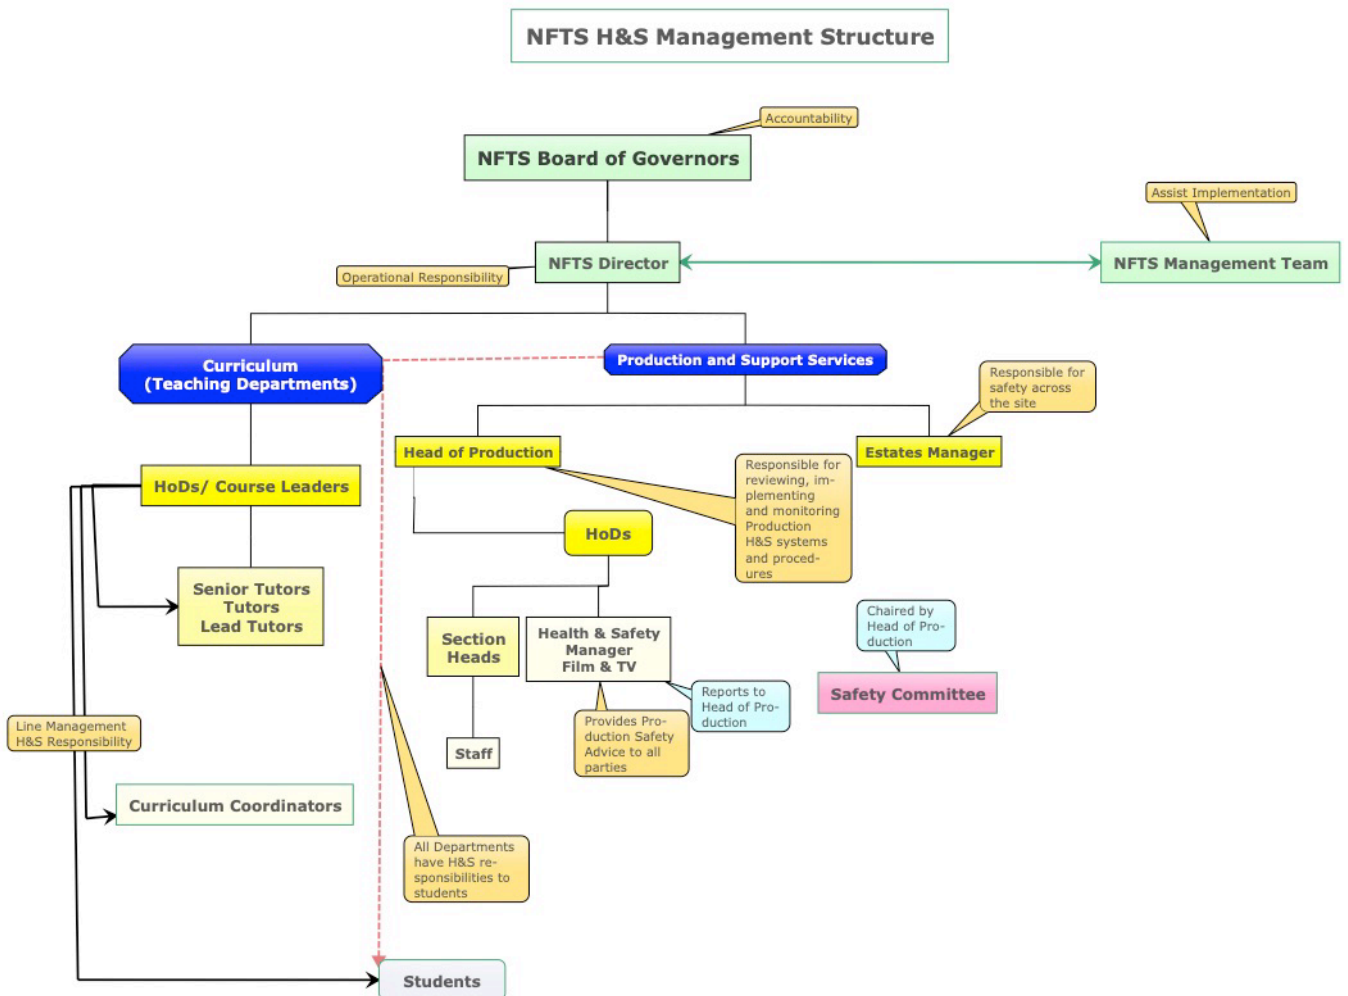 NFTS H&S Management Structure
Accountability
NFTS Board of Governors
Assist Implementation
NFTS Director
NFTS Management Team
Operational Responsibility
Curriculum
(Teaching Departments)
Production and Support Services
Responsible for
safety across
the site
Head of Production
Estates Manager
Responsible for
reviewing, im-
plementing
and monitoring
Production
H&S systems
and proced-
ures
HoDs/ Course Leaders
HoDs
Senior Tutors
Tutors
Lead Tutors
Section
Heads
Health & Safety
Manager
Film & TV
Chaired by
Head of Pro-
duction
Safety Committee
Reports to
Head of Pro-
duction
Provides Pro-
duction Safety
Advice to all
parties
Line Management
H&S Responsibility
Staff
Curriculum Coordinators
All Departments
have H&S re-
sponsibilities to
students
Students